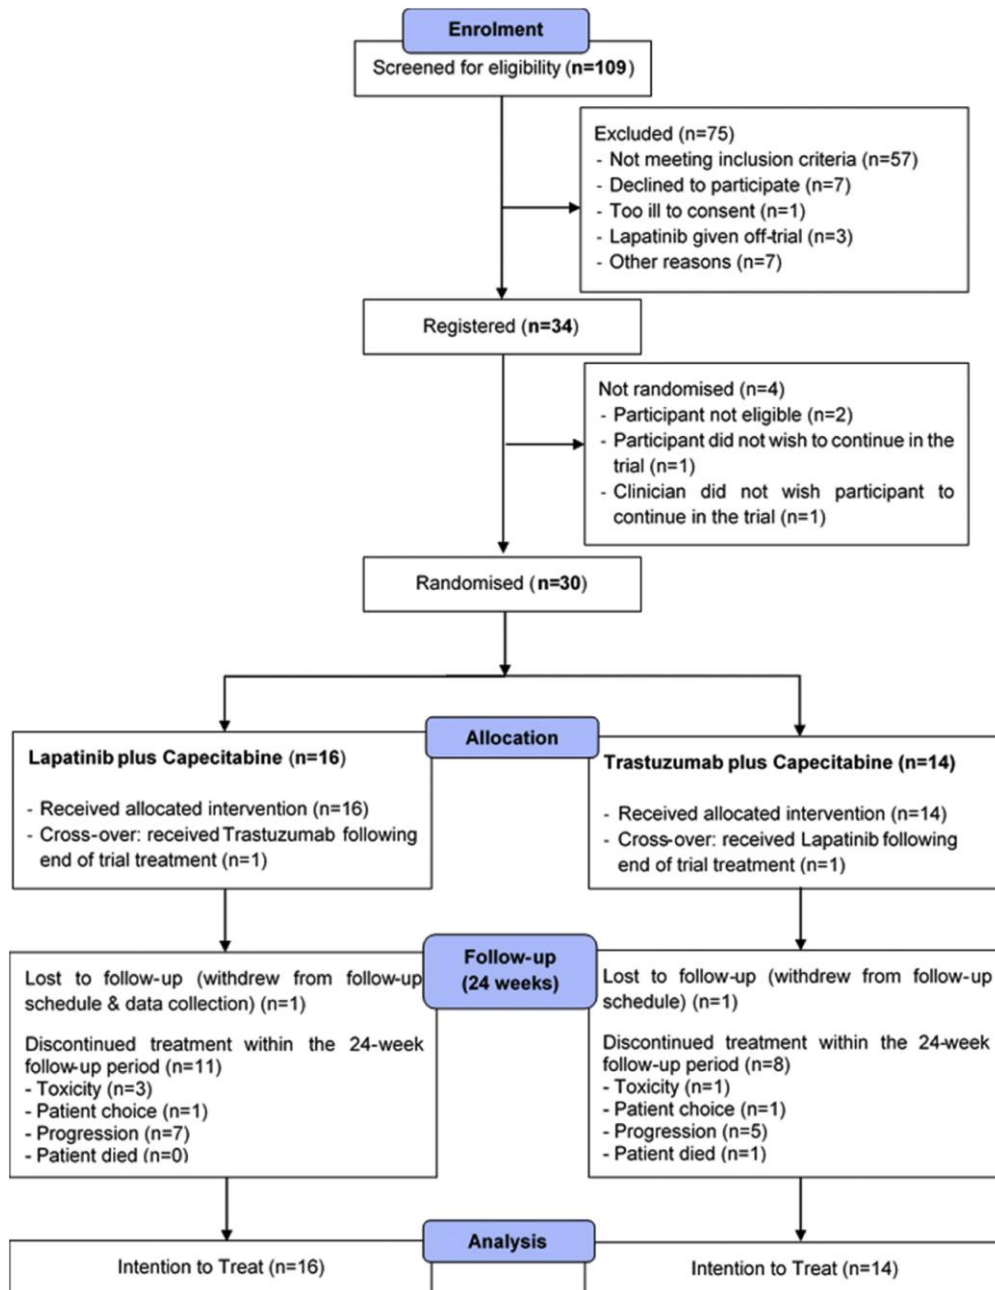 Enrolment
Screened for eligibility (n=109)
Excluded (n=75)
- Not meeting inclusion criteria (n=57)
- Declined to participate (n=7)
- Too ill to consent (n=1)
- Lapatinib given off-trial (n=3)
- Other reasons (n=7)
Registered (n=34)
Not randomised (n=4)
- Participant not eligible (n=2)
- Participant did not wish to continue in the
trial (n=1)
- Clinician did not wish participant to
continue in the trial (n=1)
Randomised (n=30)
Allocation
Lapatinib plus Capecitabine (n=16)
- Received allocated intervention (n=16)
- Cross-over: received Trastuzumab following
end of trial treatment (n=1)
Trastuzumab plus Capecitabine (n=14)
- Received allocated intervention (n=14)
- Cross-over: received Lapatinib following
end of trial treatment (n=1)
Follow-up
(24 weeks)
Lost to follow-up (withdrew from follow-up
schedule & data collection) (n=1)
Discontinued treatment within the 24-week
follow-up period (n=11)
- Toxicity (n=3)
- Patient choice (n=1)
- Progression (n=7)
- Patient died (n=0)
Lost to follow-up (withdrew from follow-up
schedule) (n=1)
Discontinued treatment within the 24-week
follow-up period (n=8)
- Toxicity (n=1)
- Patient choice (n=1)
- Progression (n=5)
- Patient died (n=1)
Analysis
Intention to Treat (n=16)
Intention to Treat (n=14)